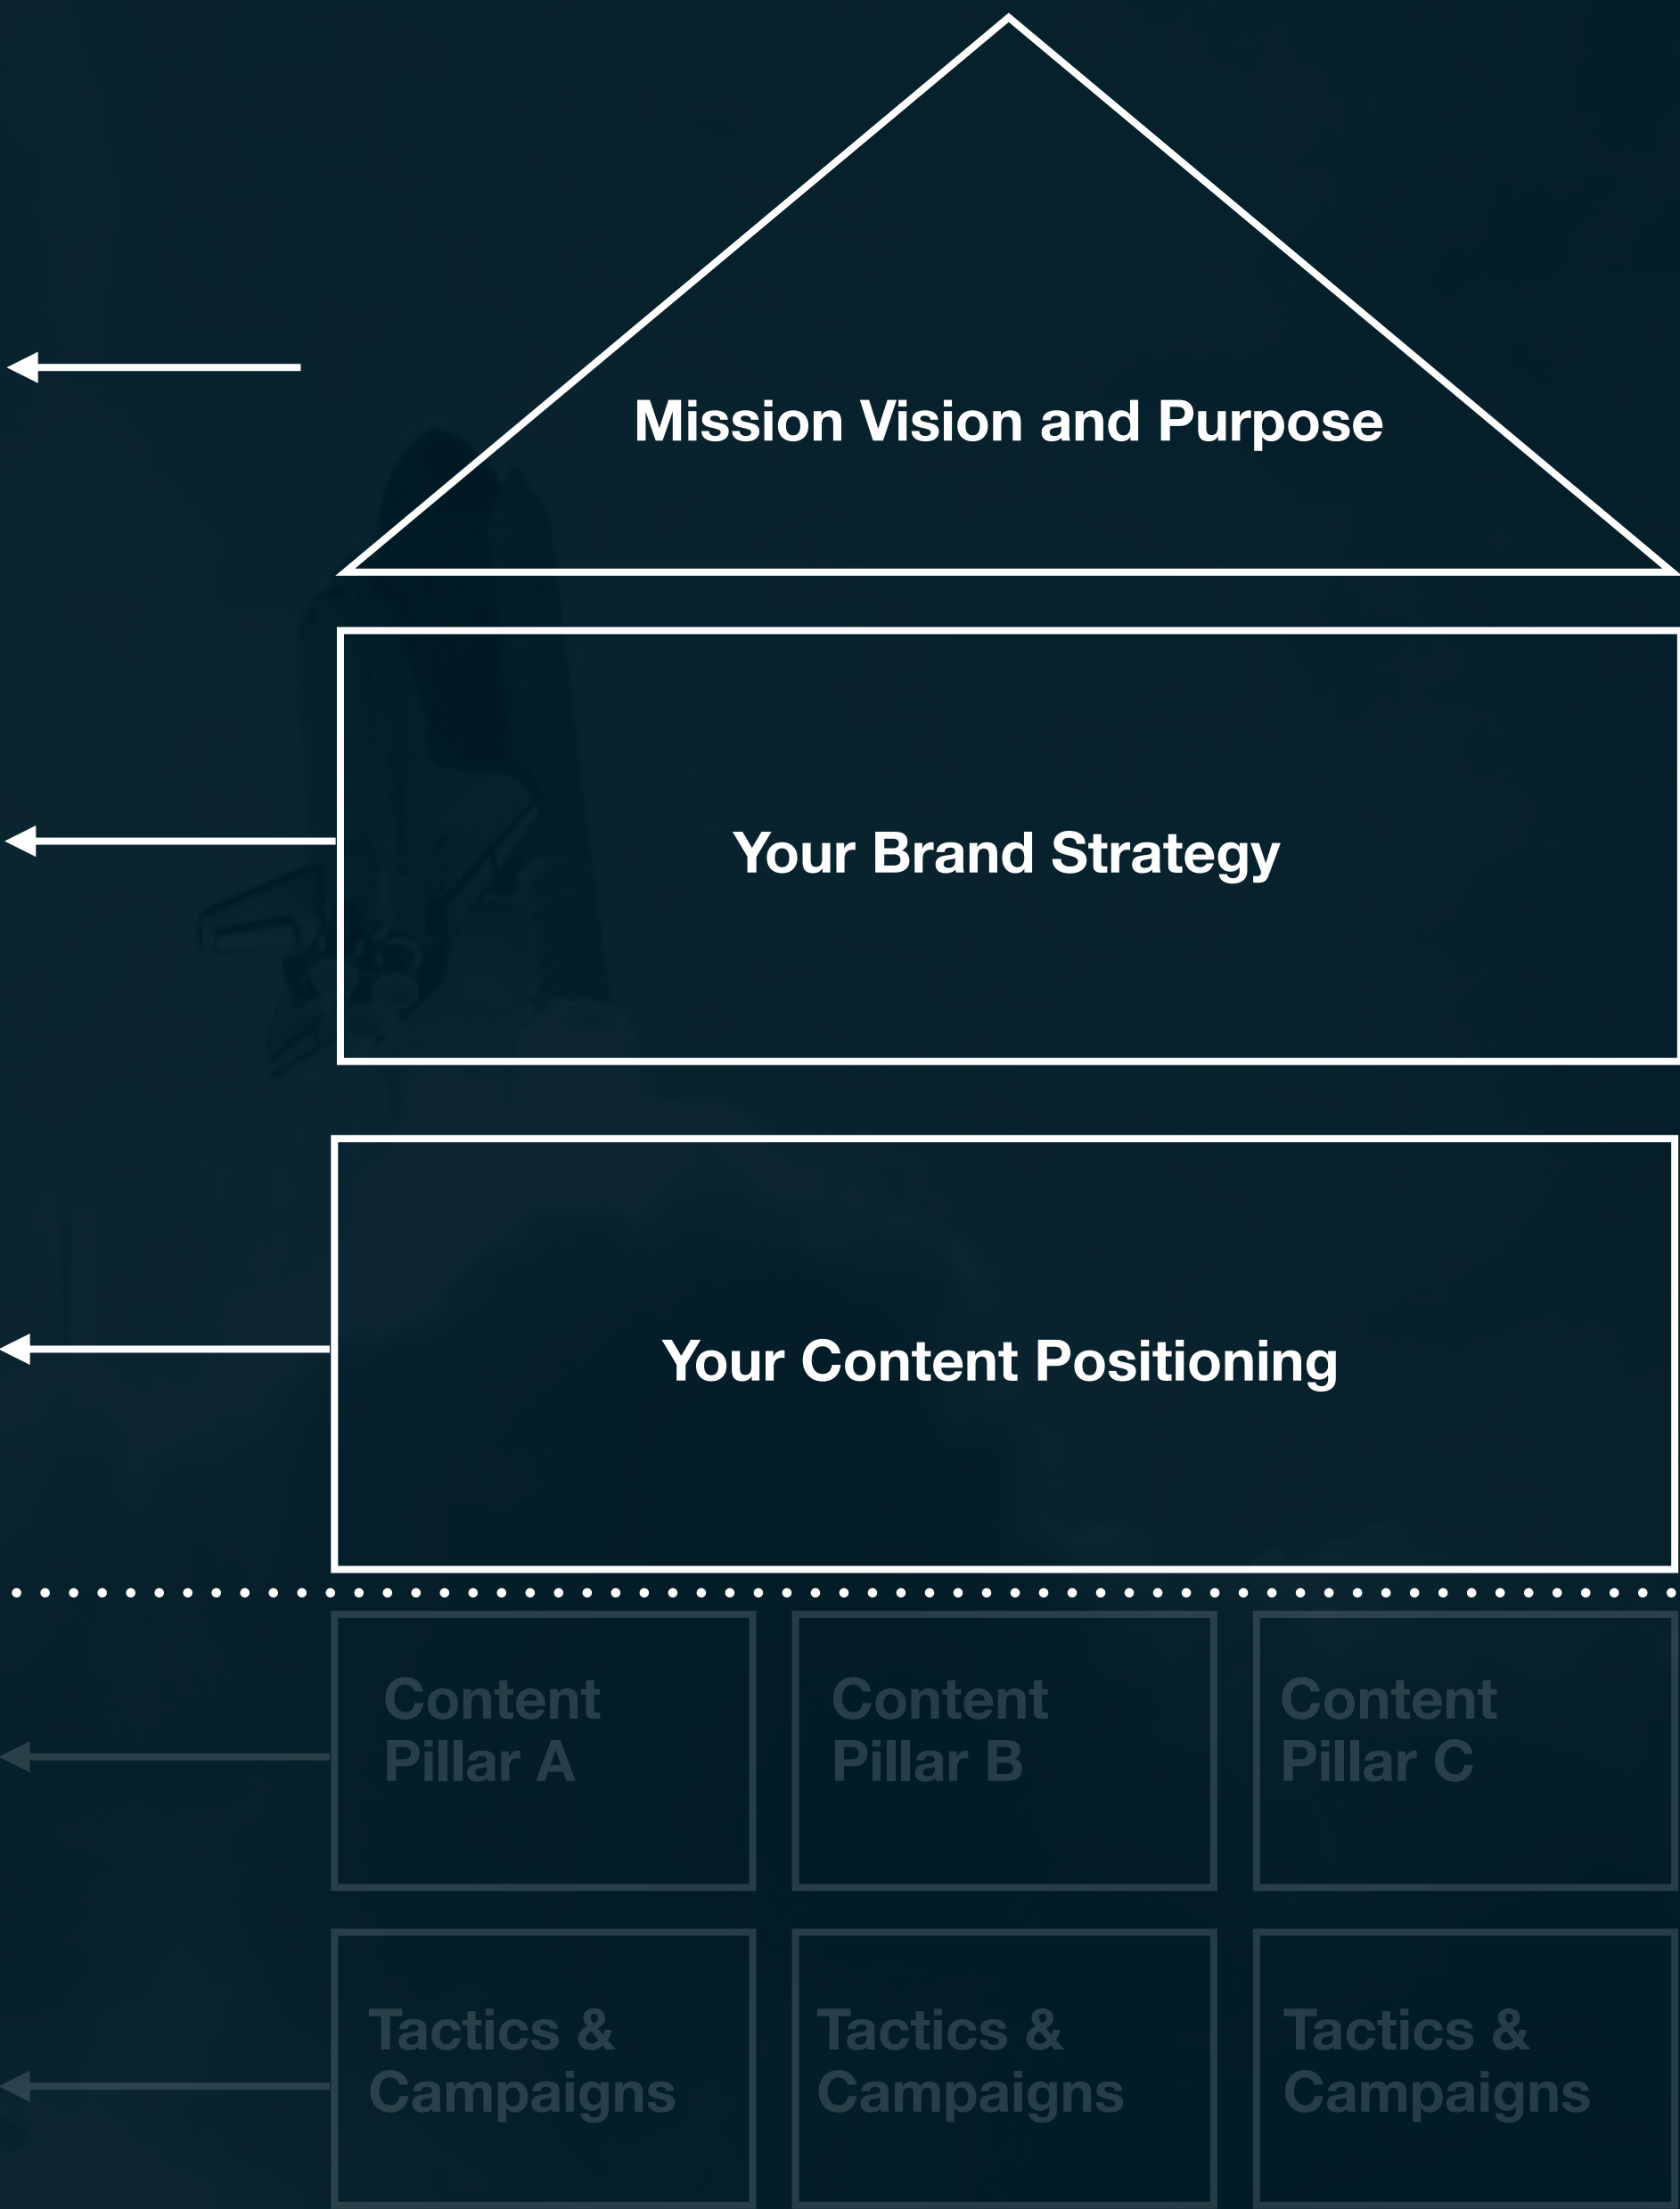 Mission Vision and Purpose
Your Brand Strategy
Your Content Positioning
Content
Pillar A
Content
Pillar B
Content
Pillar C
Tactics &
Campaigns
Tactics &
Campaigns
Tactics &
Campaigns